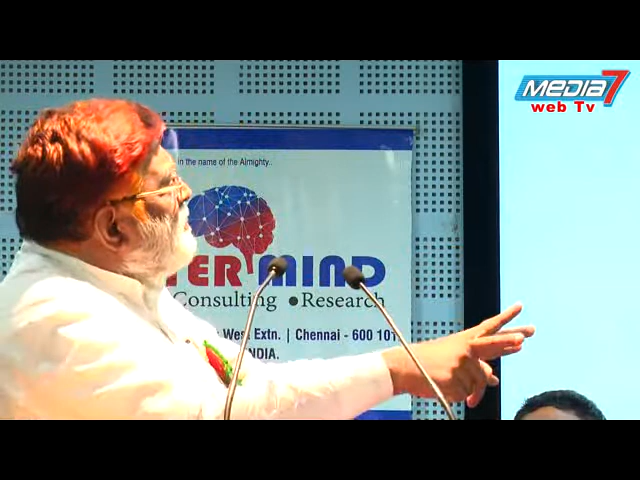 MEDIA 7
web Tv
in the name of the Almighty..
TER MIND
Consulting ● Research
West Extn. | Chennai - 600 101
INDIA.